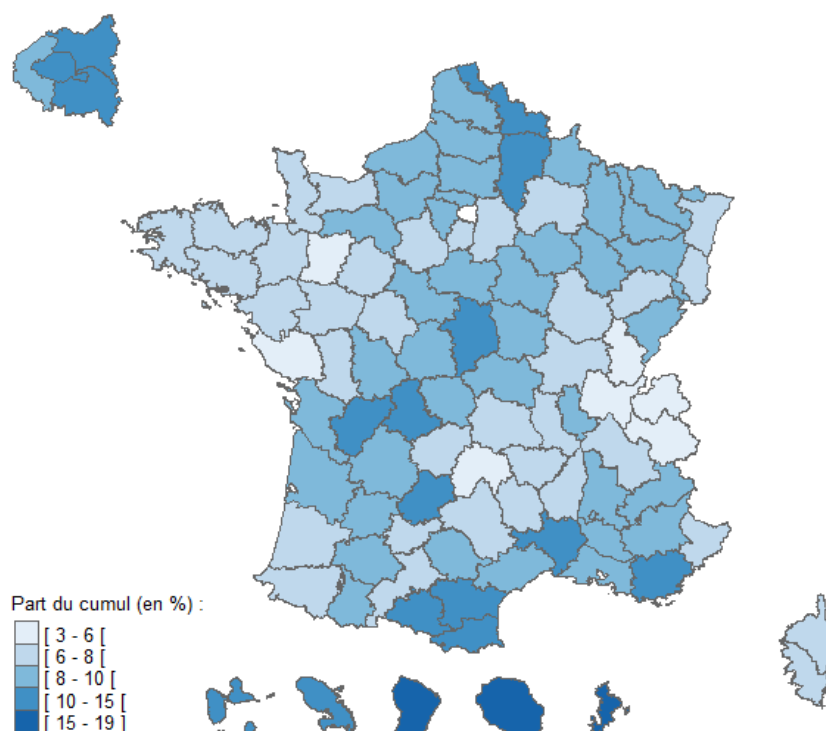 Part du cumul (en %) :
[ 3 - 6 [
[ 6 - 8 [
[ 8 - 10 [
[ 10 - 15 [
[ 15 - 19 ]